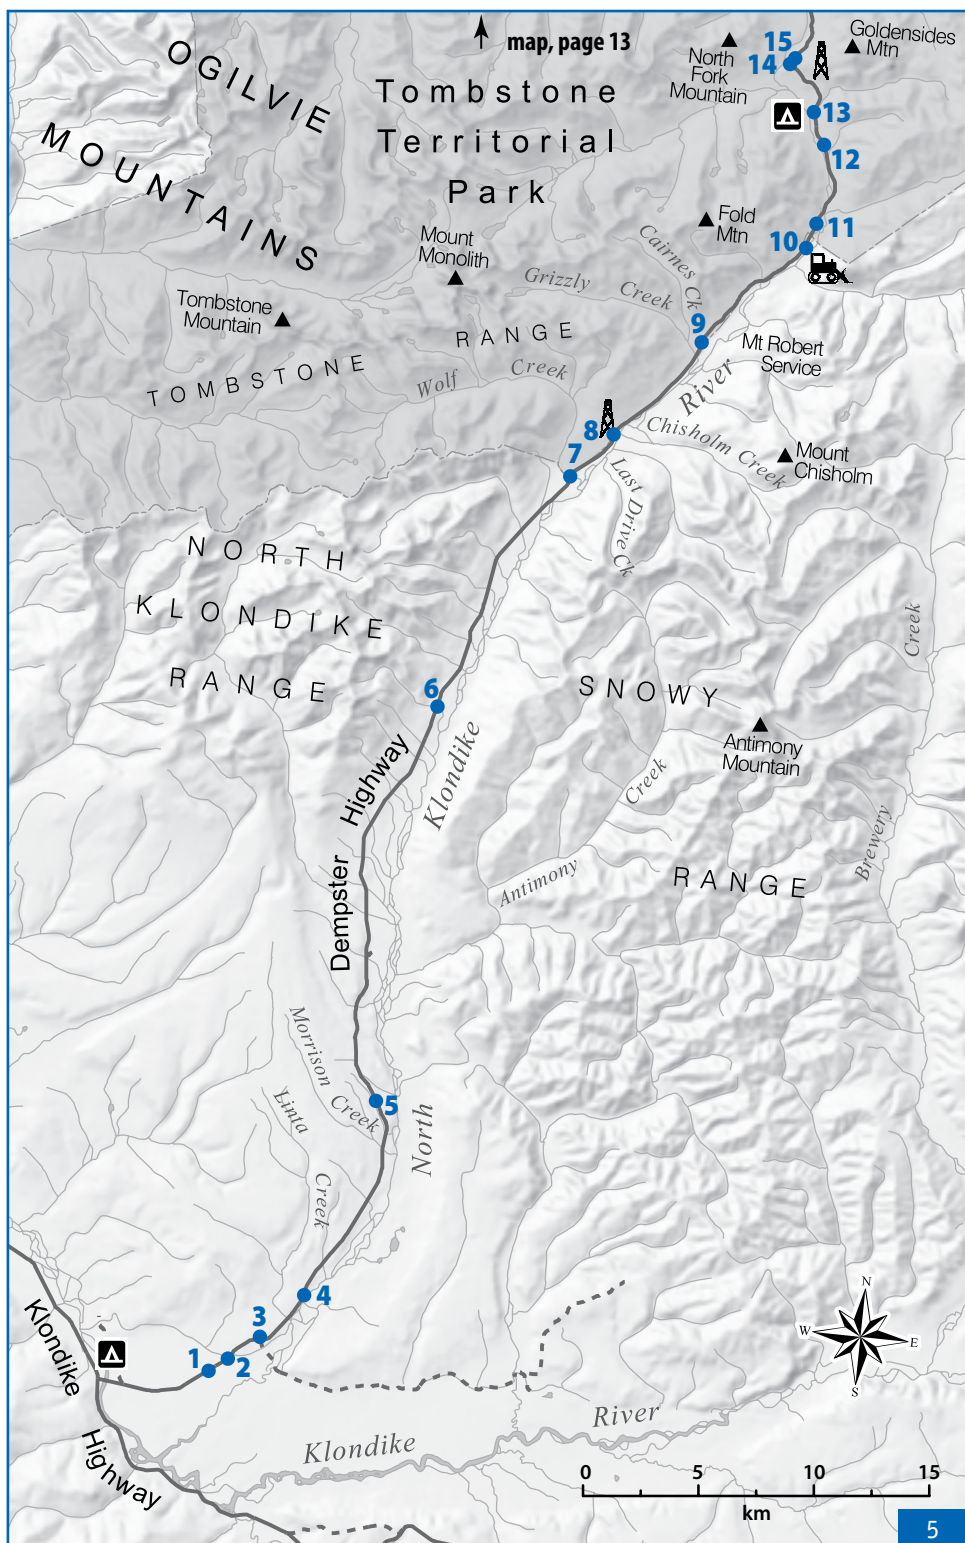 map, page 13
OGILVIE
MOUNTAINS
Tombstone
Territorial
Park
North
Fork
Mountain
15
14
Goldensides
Mtn
13
12
Fold
Mtn
11
10
Mount
Monolith
Cairnes Ck
Grizzly Creek
Tombstone
Mountain
9
TOMBSTONE RANGE
Mt Robert
Service
Wolf Creek
River
8
7
Chisholm Creek
Mount
Chisholm
Last Drive Ck
NORTH
KLONDIKE
RANGE
Creek
6
SNOWY
Antimony
Mountain
Klondike
Highway
Creek
Antimony
Brewery
RANGE
Dempster
Morrison Creek
Linta
5
North
Creek
4
3
2
1
N
W
E
S
Klondike
Highway
Klondike River
0 5 10 15
km
5